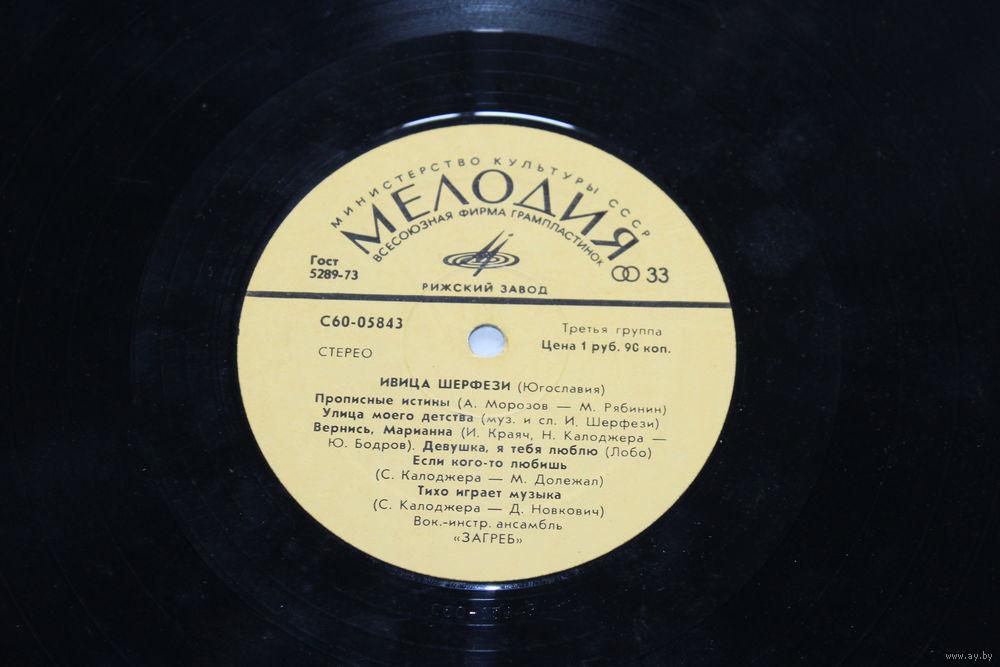 МИНИСТЕРСТВО КУЛЬТУРЫ СССР
МЕЛОДИЯ
ВСЕСОЮЗНАЯ ФИРМА ГРАМПЛАСТИНОК
Гост
5289-73
33
РИЖСКИЙ ЗАВОД
С60-05843
Третья группа
СТЕРЕО
Цена 1 руб. 90 коп.
ИВИЦА ШЕРФЕЗИ (Югославия)
Прописные истины (А. Морозов — М. Рябинин)
Улица моего детства (муз. и сл. И. Шерфези)
Вернись, Марианна (И. Краяч, Н. Калоджера —
Ю. Бодров). Девушка, я тебя люблю (Лобо)
Если кого-то любишь
(С. Калоджера — М. Долежал)
Тихо играет музыка
(С. Калоджера — Д. Новкович)
Вок.-инстр. ансамбль
«ЗАГРЕБ»
www.ay.by